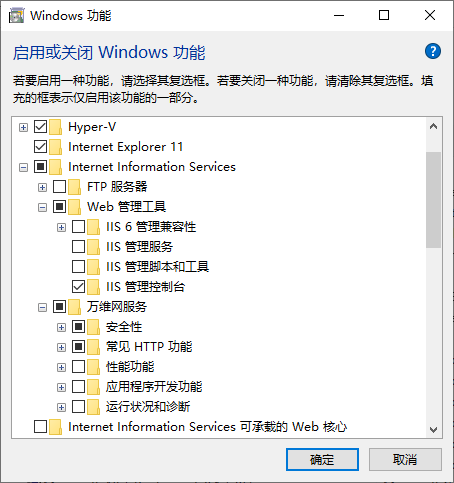 Windows 功能
启用或关闭 Windows 功能
若要启用一种功能，请选择其复选框。若要关闭一种功能，请清除其复选框。填
充的框表示仅启用该功能的一部分。
Hyper-V
Internet Explorer 11
Internet Information Services
FTP 服务器
Web 管理工具
IIS 6 管理兼容性
IIS 管理服务
IIS 管理脚本和工具
IIS 管理控制台
万维网服务
安全性
常见 HTTP 功能
性能功能
应用程序开发功能
运行状况和诊断
Internet Information Services 可承载的 Web 核心
确定
取消